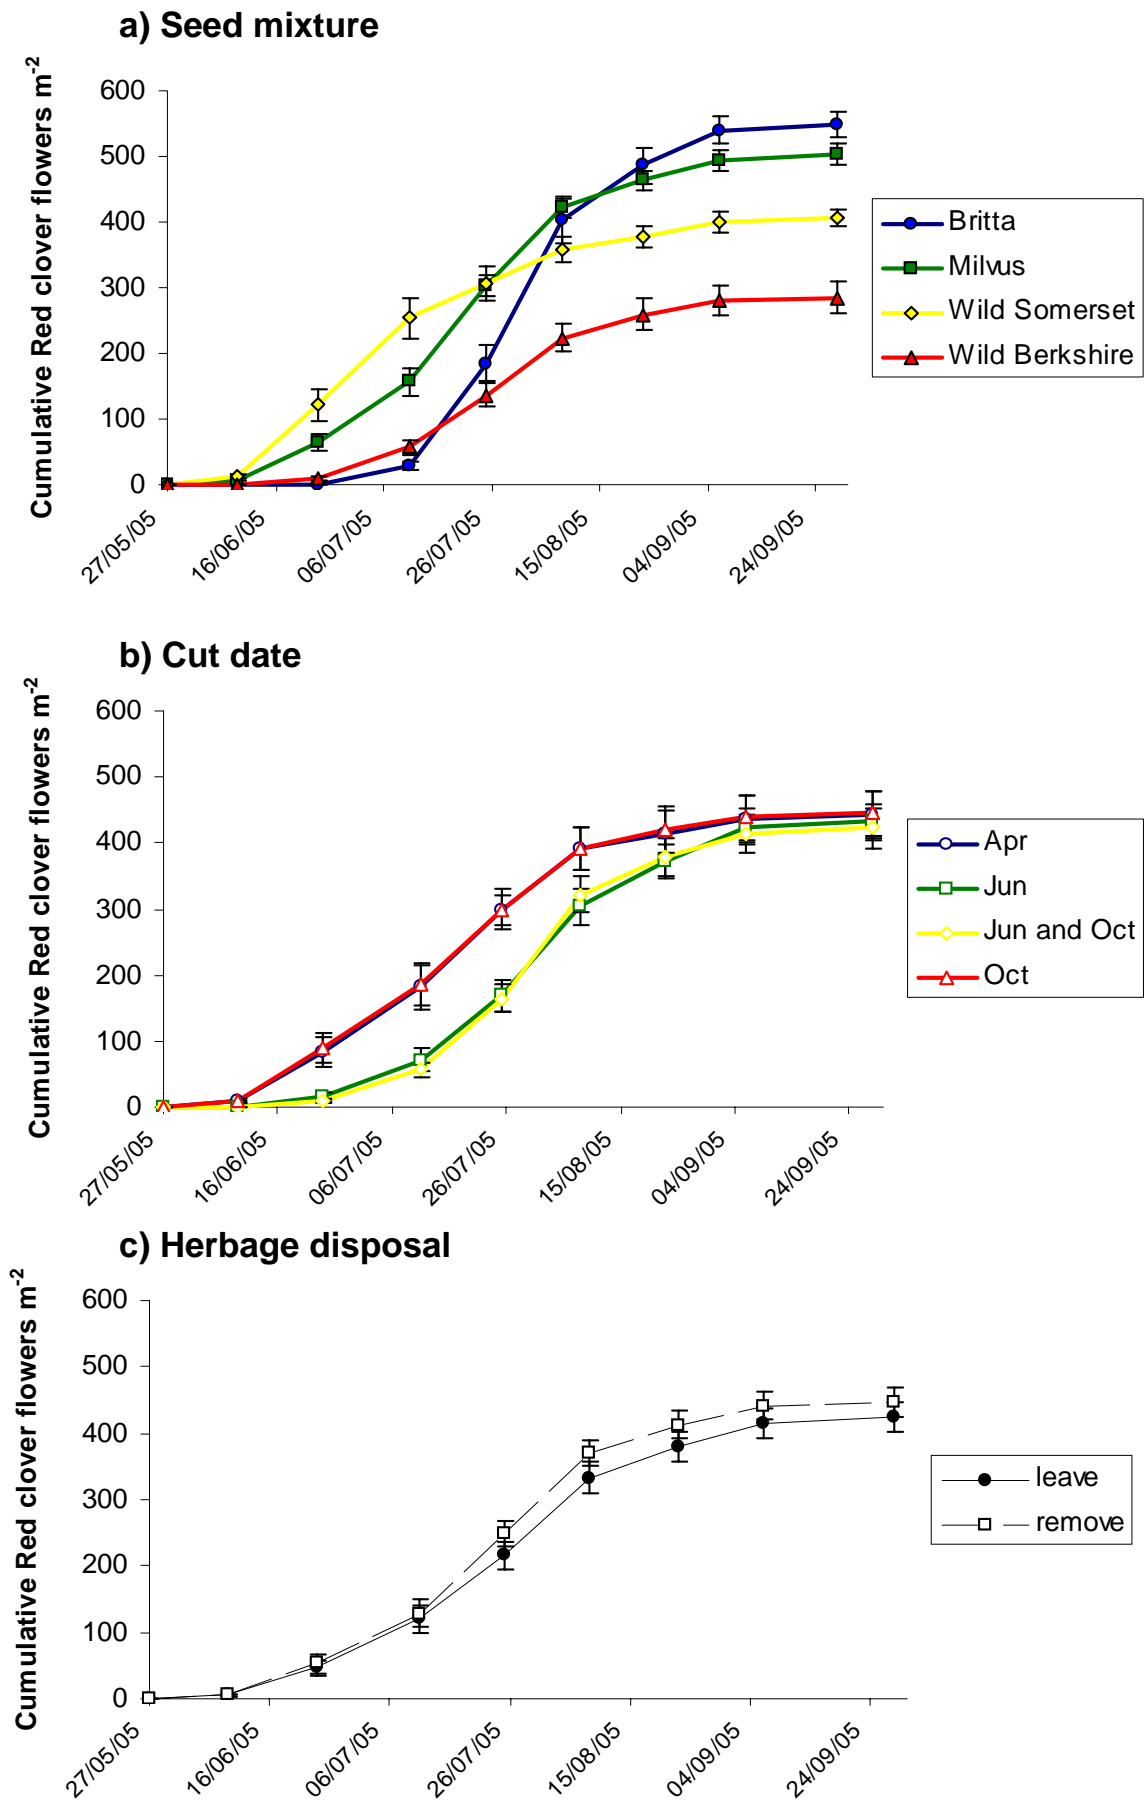 a) Seed mixture
Cumulative Red clover flowers m-2
600
500
400
300
200
100
0
27/05/05
16/06/05
06/07/05
26/07/05
15/08/05
04/09/05
24/09/05
Britta
Milvus
Wild Somerset
Wild Berkshire
b) Cut date
Cumulative Red clover flowers m-2
600
500
400
300
200
100
0
27/05/05
16/06/05
06/07/05
26/07/05
15/08/05
04/09/05
24/09/05
Apr
Jun
Jun and Oct
Oct
c) Herbage disposal
Cumulative Red clover flowers m-2
600
500
400
300
200
100
0
27/05/05
16/06/05
06/07/05
26/07/05
15/08/05
04/09/05
24/09/05
leave
remove